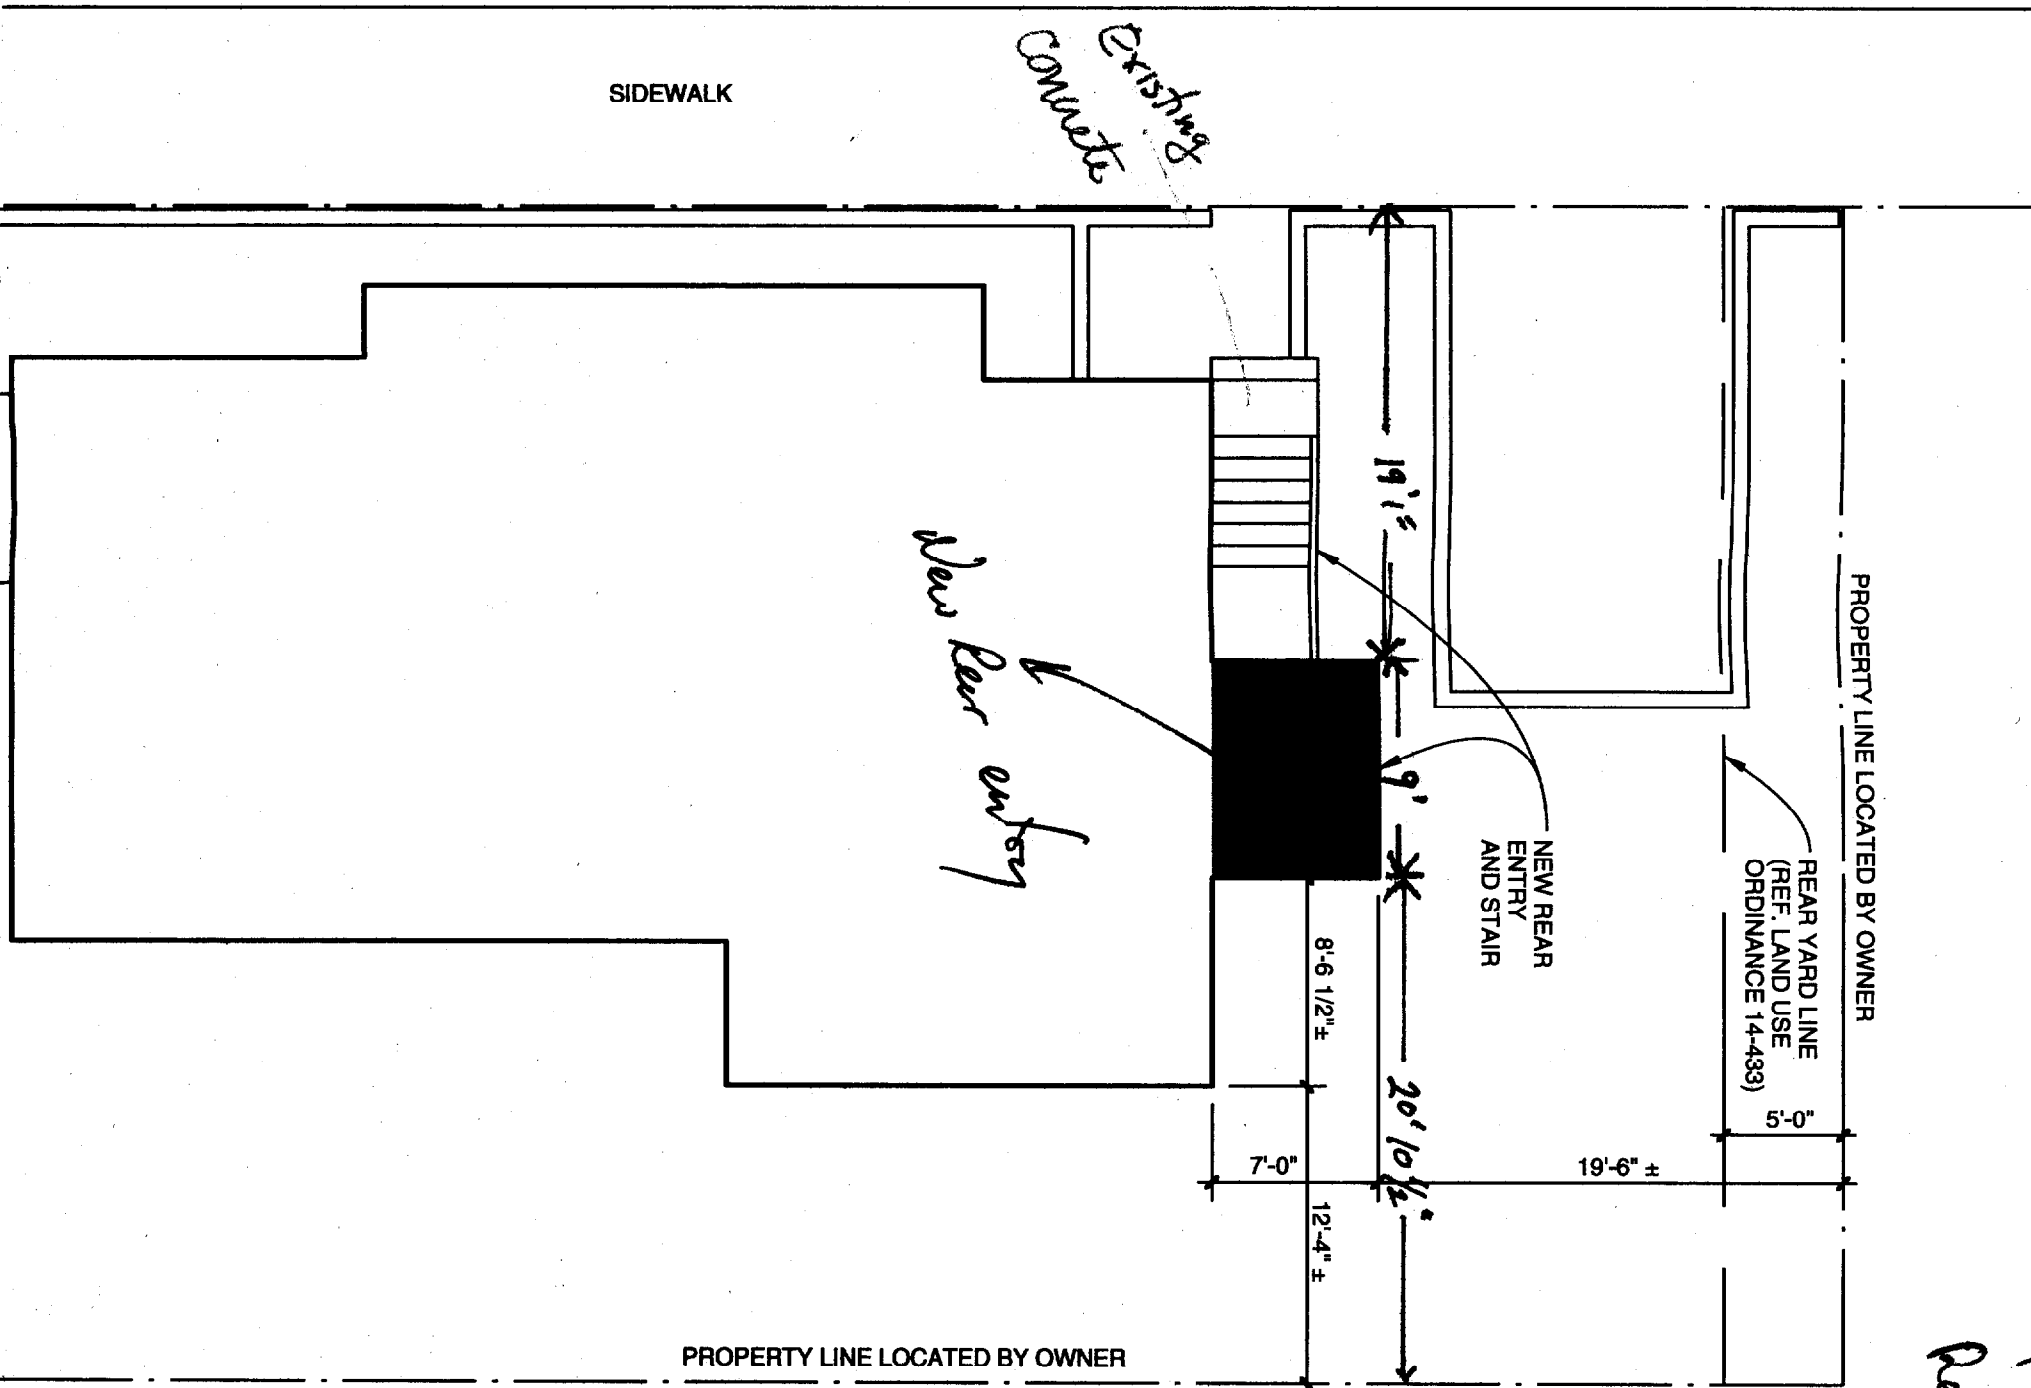 SIDEWALK
Existing
Concrete
PROPERTY LINE LOCATED BY OWNER
19'1"
New Rear entry
9'
NEW REAR
ENTRY
AND STAIR
REAR YARD LINE
(REF. LAND USE
ORDINANCE 14-433)
8'-6 1/2"±
5'-0"
20' 10 1/2"
7'-0"
19'-6" ±
12'-4" ±
PROPERTY LINE LOCATED BY OWNER